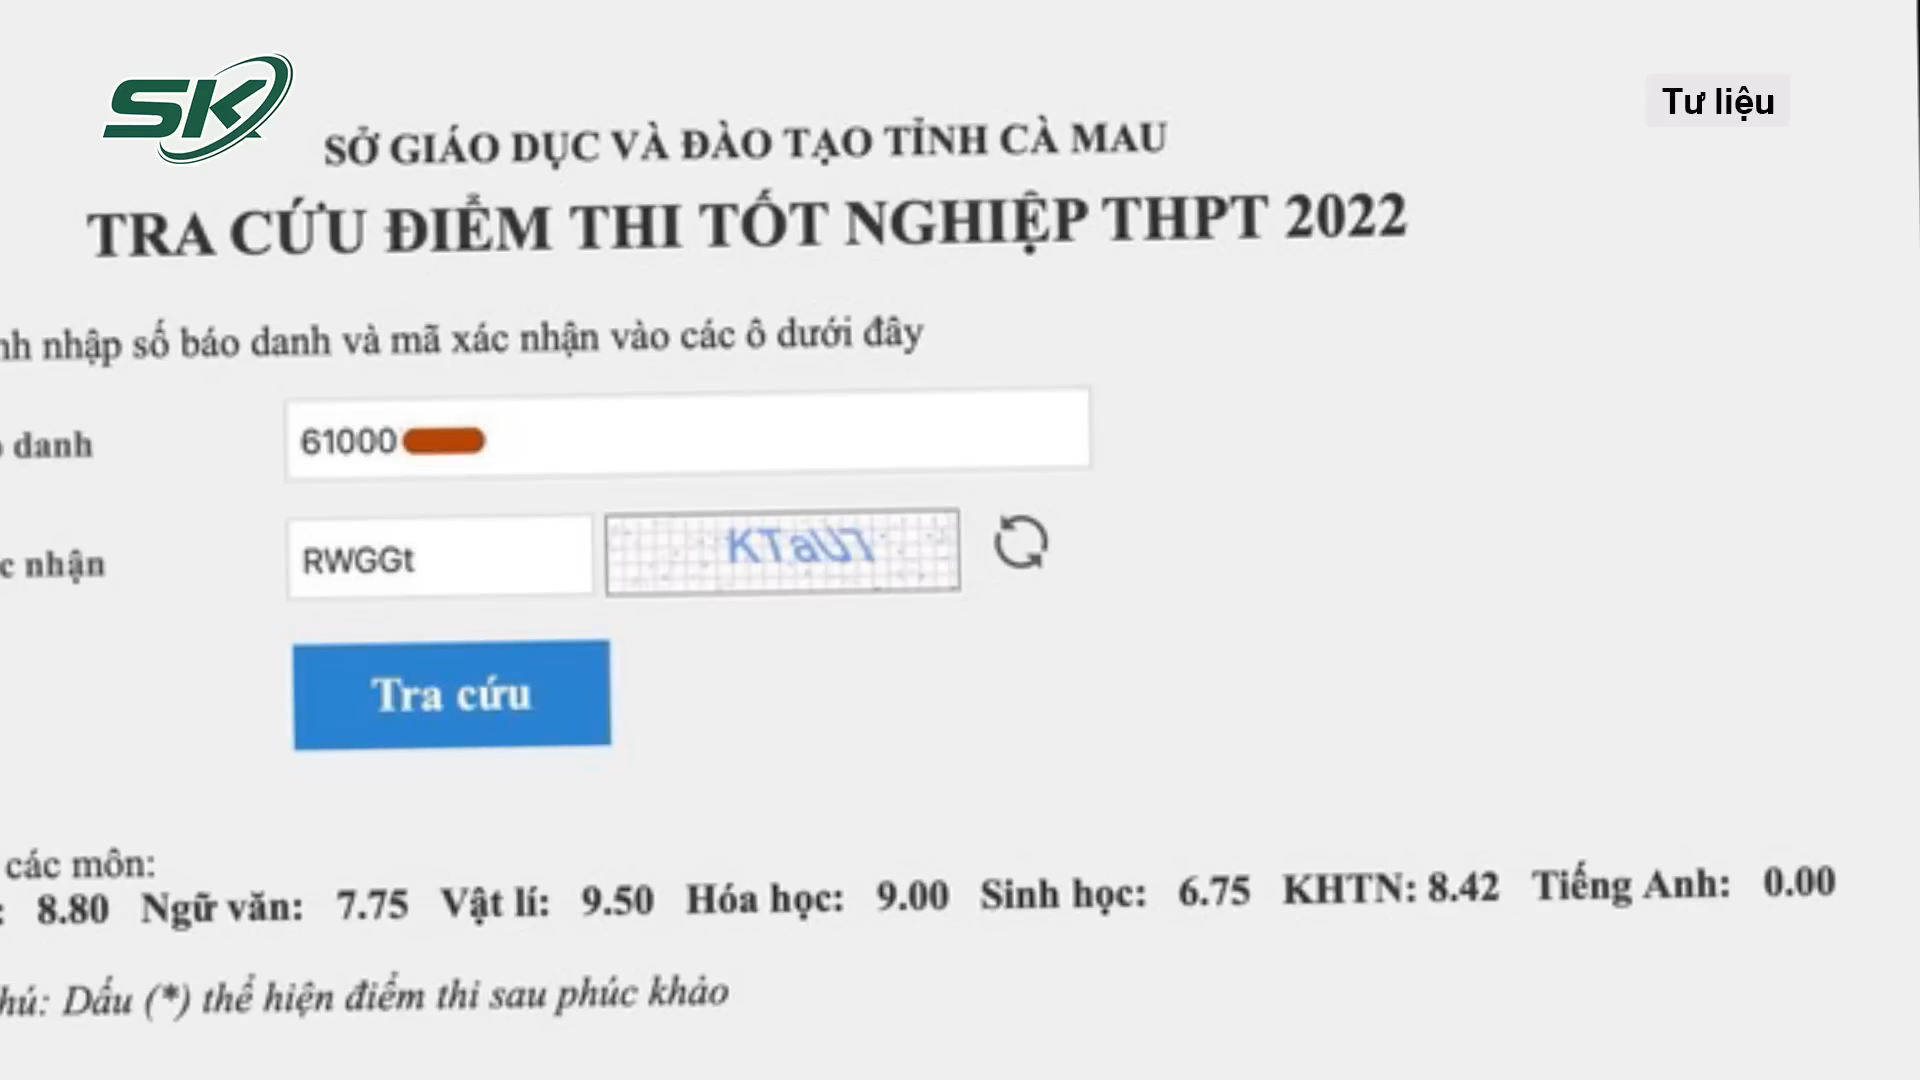 SK
Tư liệu
SỞ GIÁO DỤC VÀ ĐÀO TẠO TỈNH CÀ MAU
TRA CỨU ĐIỂM THI TỐT NGHIỆP THPT 2022
nhập số báo danh và mã xác nhận vào các ô dưới đây
danh
61000
nhận
RWGGt
KTaU7
Tra cứu
các môn:
: 8.80 Ngữ văn: 7.75 Vật lí: 9.50 Hóa học: 9.00 Sinh học: 6.75 KHTN: 8.42 Tiếng Anh: 0.00
Dấu (*) thể hiện điểm thi sau phúc khảo